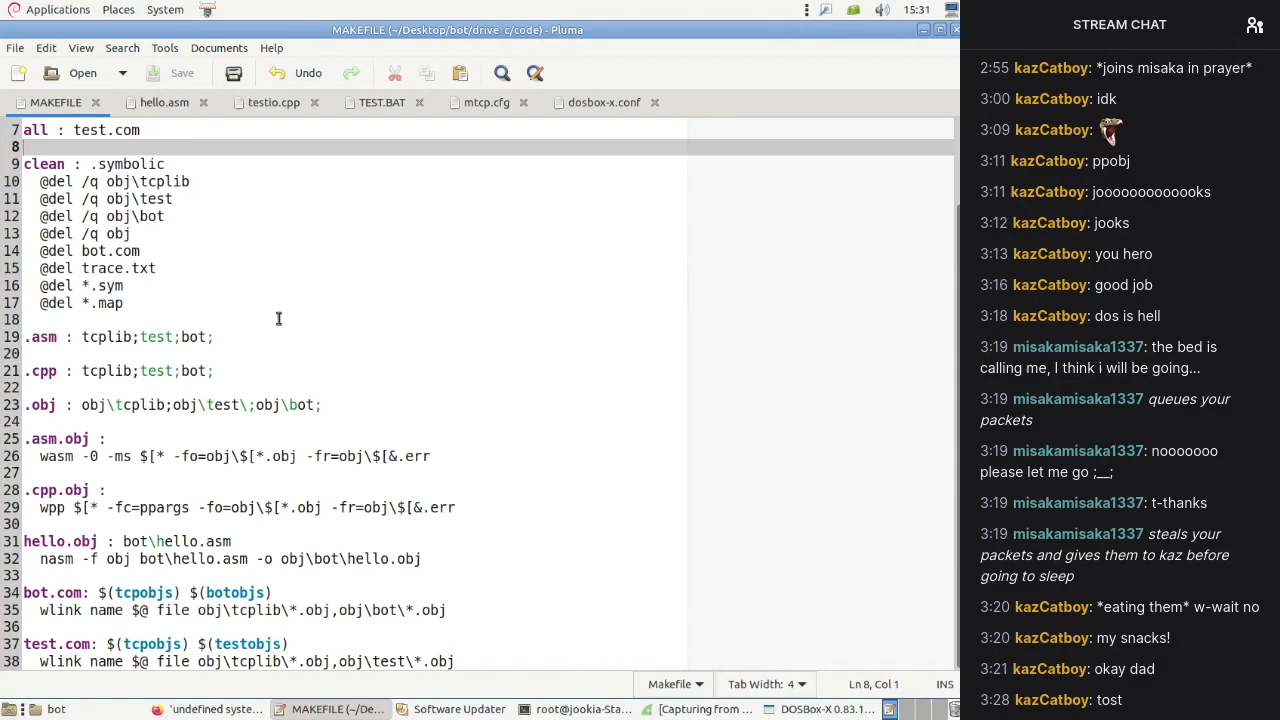 Applications Places System 15:31
MAKEFILE (~/Desktop/bot/drive_c/code) - Pluma
File Edit View Search Tools Documents Help
Open Save Undo
MAKEFILE hello.asm testio.cpp TEST.BAT mtcp.cfg dosbox-x.conf
7 all : test.com
8
9 clean : .symbolic
10 @del /q obj\tcplib
11 @del /q obj\test
12 @del /q obj\bot
13 @del /q obj
14 @del bot.com
15 @del trace.txt
16 @del *.sym
17 @del *.map
18
19 .asm : tcplib;test;bot;
20
21 .cpp : tcplib;test;bot;
22
23 .obj : obj\tcplib;obj\test\;obj\bot;
24
25 .asm.obj :
26 wasm -0 -ms $[* -fo=obj\$[*.obj -fr=obj\$[&.err
27
28 .cpp.obj :
29 wpp $[* -fc=ppargs -fo=obj\$[*.obj -fr=obj\$[&.err
30
31 hello.obj : bot\hello.asm
32 nasm -f obj bot\hello.asm -o obj\bot\hello.obj
33
34 bot.com: $(tcpobjs) $(botobjs)
35 wlink name $@ file obj\tcplib\*.obj,obj\bot\*.obj
36
37 test.com: $(tcpobjs) $(testobjs)
38 wlink name $@ file obj\tcplib\*.obj,obj\test\*.obj
Makefile Tab Width: 4 Ln 8, Col 1 INS
bot 'undefined syste... MAKEFILE (~/De... Software Updater root@jookia-Sta... [Capturing from ... DOSBox-X 0.83.1...
STREAM CHAT
2:55 kazCatboy: *joins misaka in prayer*
3:00 kazCatboy: idk
3:09 kazCatboy:
3:11 kazCatboy: ppobj
3:11 kazCatboy: joooooooooooooks
3:12 kazCatboy: jooks
3:13 kazCatboy: you hero
3:16 kazCatboy: good job
3:18 kazCatboy: dos is hell
3:19 misakamisaka1337: the bed is
calling me, I think i will be going...
3:19 misakamisaka1337 queues your
packets
3:19 misakamisaka1337: nooooooo
please let me go ;__;
3:19 misakamisaka1337: t-thanks
3:19 misakamisaka1337 steals your
packets and gives them to kaz before
going to sleep
3:20 kazCatboy: *eating them* w-wait no
3:20 kazCatboy: my snacks!
3:21 kazCatboy: okay dad
3:28 kazCatboy: tost